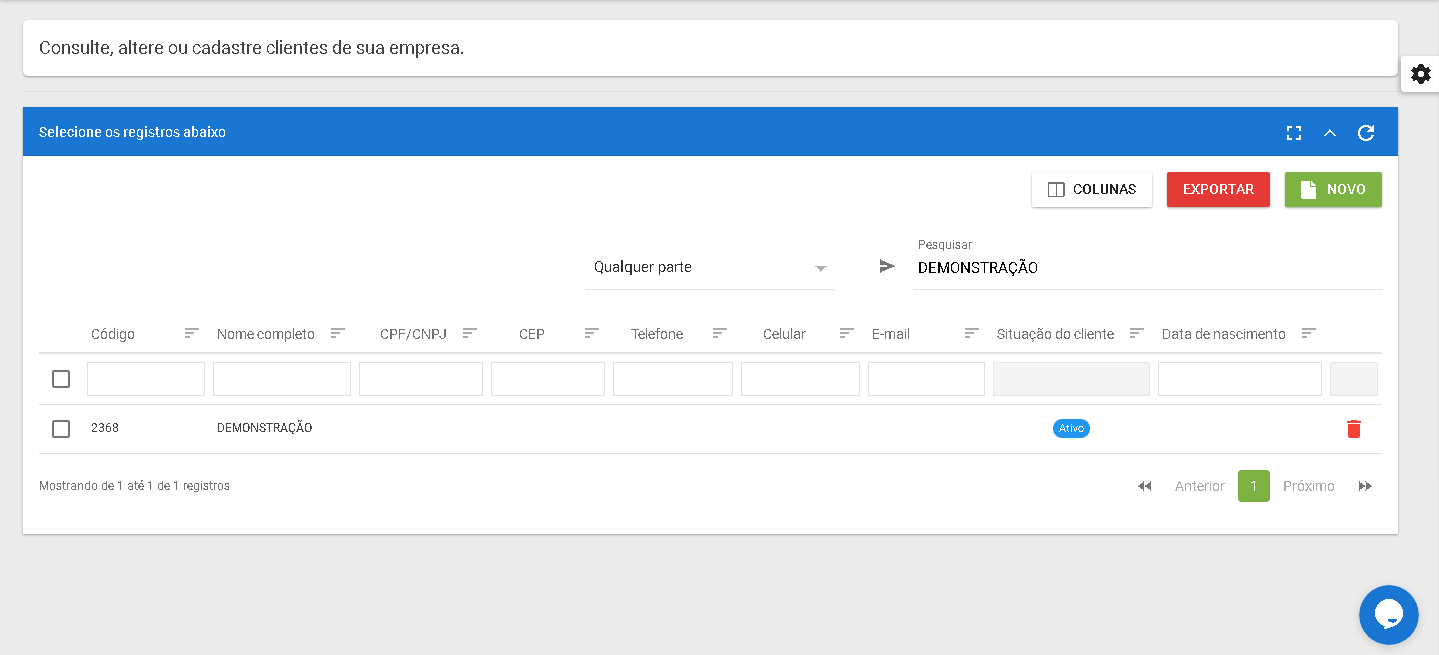 Consulte, altere ou cadastre clientes de sua empresa.
Selecione os registros abaixo
COLUNAS EXPORTAR NOVO
Pesquisar
Qualquer parte DEMONSTRAÇÃO
Código Nome completo CPF/CNPJ CEP Telefone Celular E-mail Situação do cliente Data de nascimento
2368 DEMONSTRAÇÃO Ativo
Mostrando de 1 até 1 de 1 registros Anterior 1 Próximo